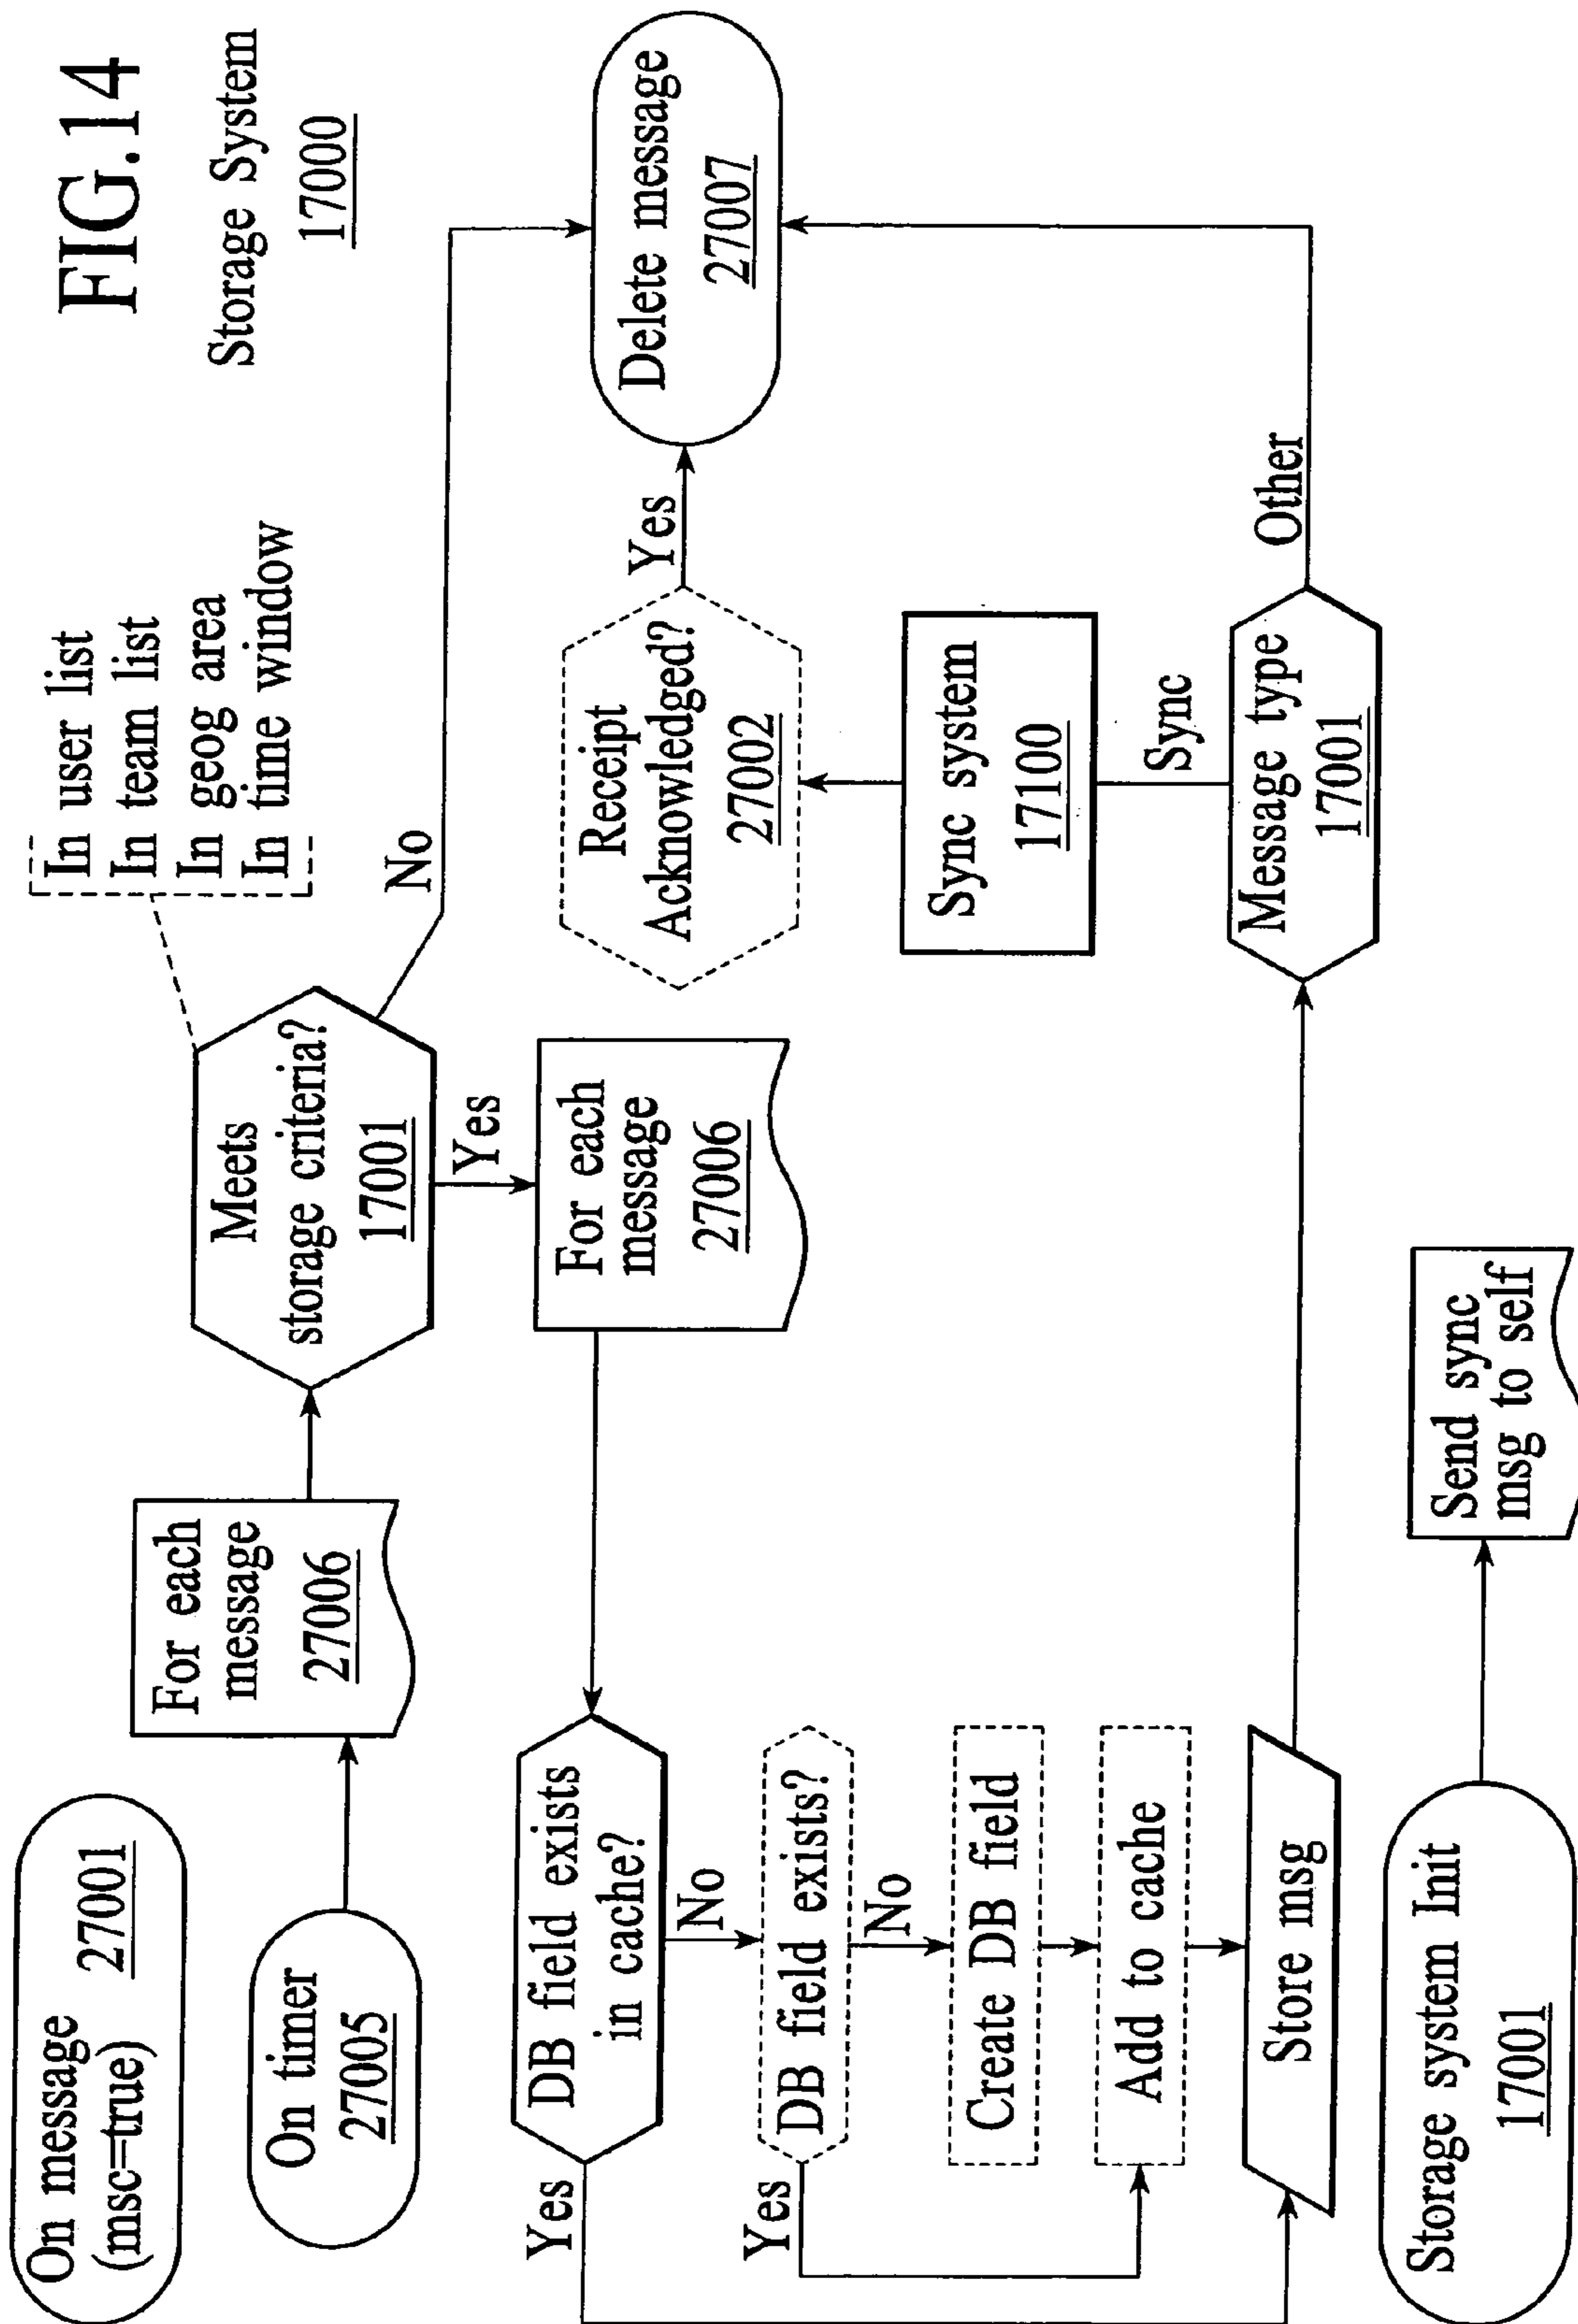 FIG.14
Storage System
17000
On message
(msc=true)
27001
On timer
27005
For each
message
27006
Meets
storage criteria?
17001
In user list
In team list
In geog area
In time window
No
Yes
For each
message
27006
DB field exists
in cache?
Yes
No
DB field exists?
Yes
No
Create DB field
Add to cache
Store msg
Message type
17001
Sync
Other
Sync system
17100
Receipt
Acknowledged?
27002
Yes
Delete message
27007
Storage system Init
17001
Send sync
msg to self